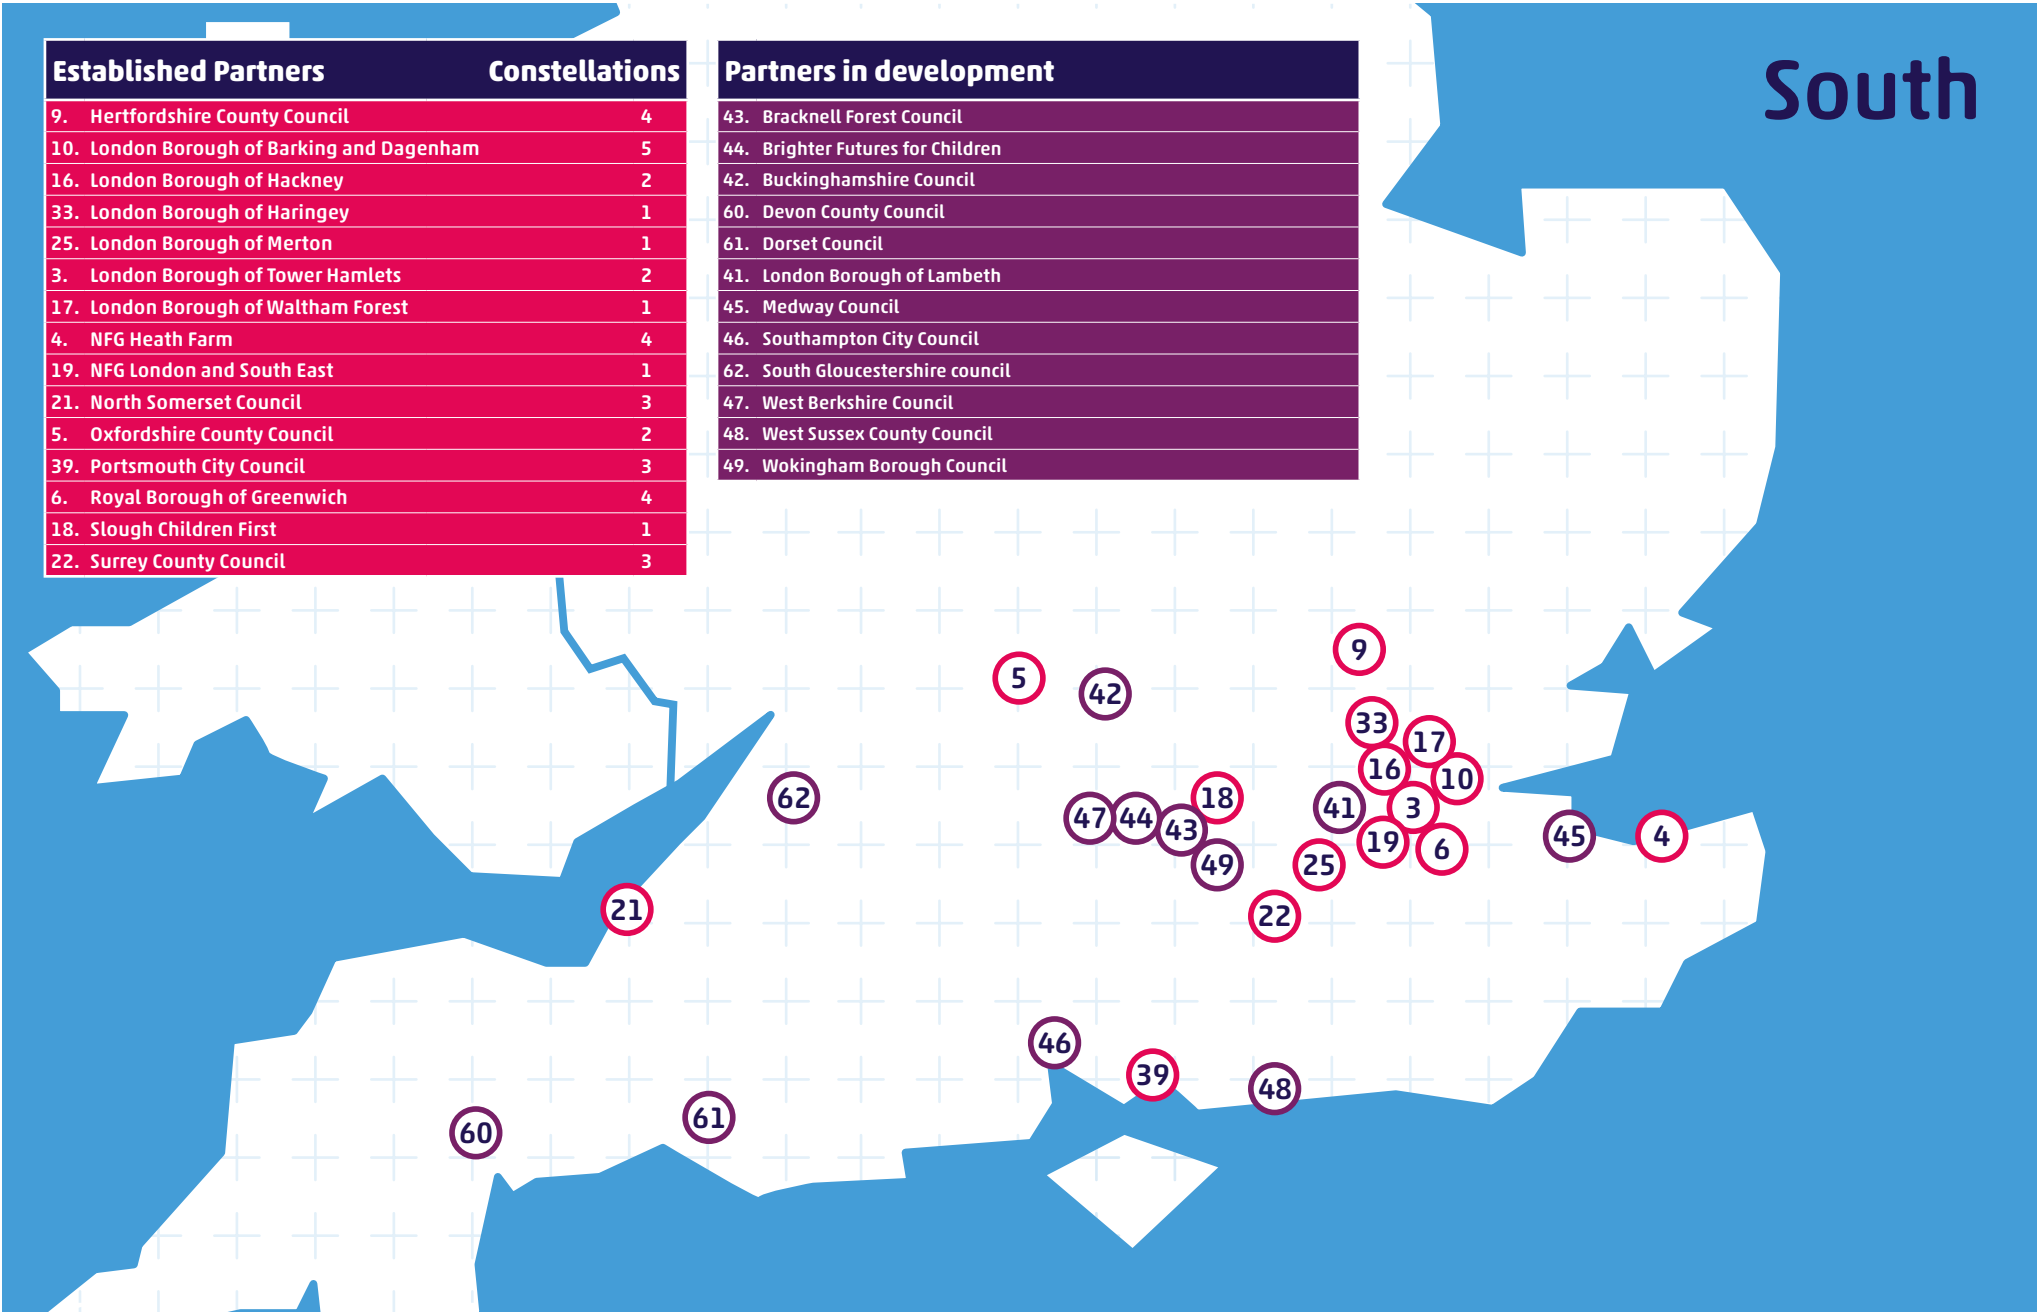 South
Established Partners Constellations
9. Hertfordshire County Council 4
10. London Borough of Barking and Dagenham 5
16. London Borough of Hackney 2
33. London Borough of Haringey 1
25. London Borough of Merton 1
3. London Borough of Tower Hamlets 2
17. London Borough of Waltham Forest 1
4. NFG Heath Farm 4
19. NFG London and South East 1
21. North Somerset Council 3
5. Oxfordshire County Council 2
39. Portsmouth City Council 3
6. Royal Borough of Greenwich 4
18. Slough Children First 1
22. Surrey County Council 3
Partners in development
43. Bracknell Forest Council
44. Brighter Futures for Children
42. Buckinghamshire Council
60. Devon County Council
61. Dorset Council
41. London Borough of Lambeth
45. Medway Council
46. Southampton City Council
62. South Gloucestershire council
47. West Berkshire Council
48. West Sussex County Council
49. Wokingham Borough Council
9
5
42
33
17
16
10
62
18
41
3
47
44
43
45
4
19
6
49
25
21
22
46
39
48
61
60